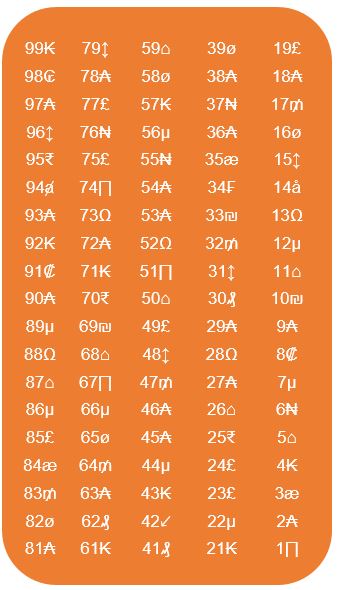 99₭ 79↕ 59⌂ 39ø 19£
98₢ 78₳ 58ø 38₳ 18₳
97₳ 77£ 57₭ 37₦ 17₥
96↕ 76₦ 56µ 36₳ 16ø
95₹ 75£ 55₦ 35æ 15↕
94ⱥ 74∏ 54₳ 34₣ 14å
93₳ 73Ω 53₳ 33₪ 13Ω
92₭ 72₳ 52Ω 32₥ 12µ
91₡ 71₭ 51∏ 31↕ 11⌂
90₳ 70₹ 50⌂ 30₰ 10₪
89µ 69₪ 49£ 29₳ 9₳
88Ω 68⌂ 48↕ 28Ω 8₡
87⌂ 67∏ 47₥ 27₳ 7µ
86µ 66µ 46₳ 26⌂ 6₦
85£ 65ø 45₳ 25₹ 5⌂
84æ 64₥ 44µ 24£ 4₭
83₥ 63₳ 43₭ 23£ 3æ
82ø 62₰ 42↙ 22µ 2₳
81₳ 61₭ 41₰ 21₭ 1∏